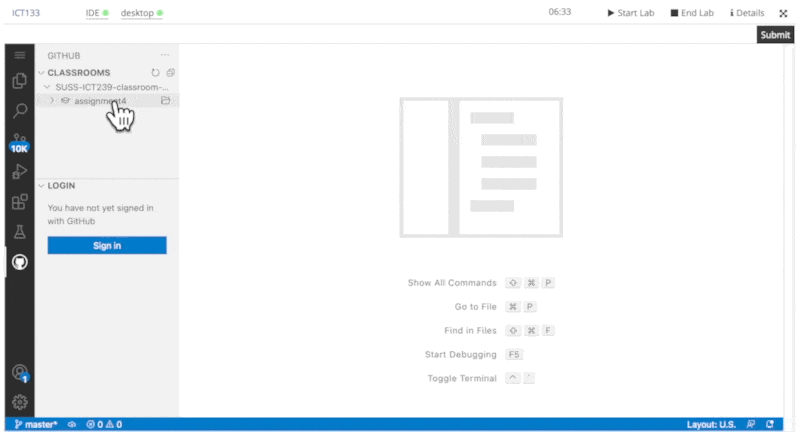 ICT133
IDE
desktop
06:33
Start Lab
End Lab
Details
Submit
GITHUB
CLASSROOMS
SUSS-ICT239-classroom-...
assignment4
10K
LOGIN
You have not yet signed in
with GitHub
Sign in
Show All Commands ⇧ ⌘ P
Go to File ⌘ P
Find in Files ⇧ ⌘ F
Start Debugging F5
Toggle Terminal ^ `
1
master*
0
0
Layout: U.S.